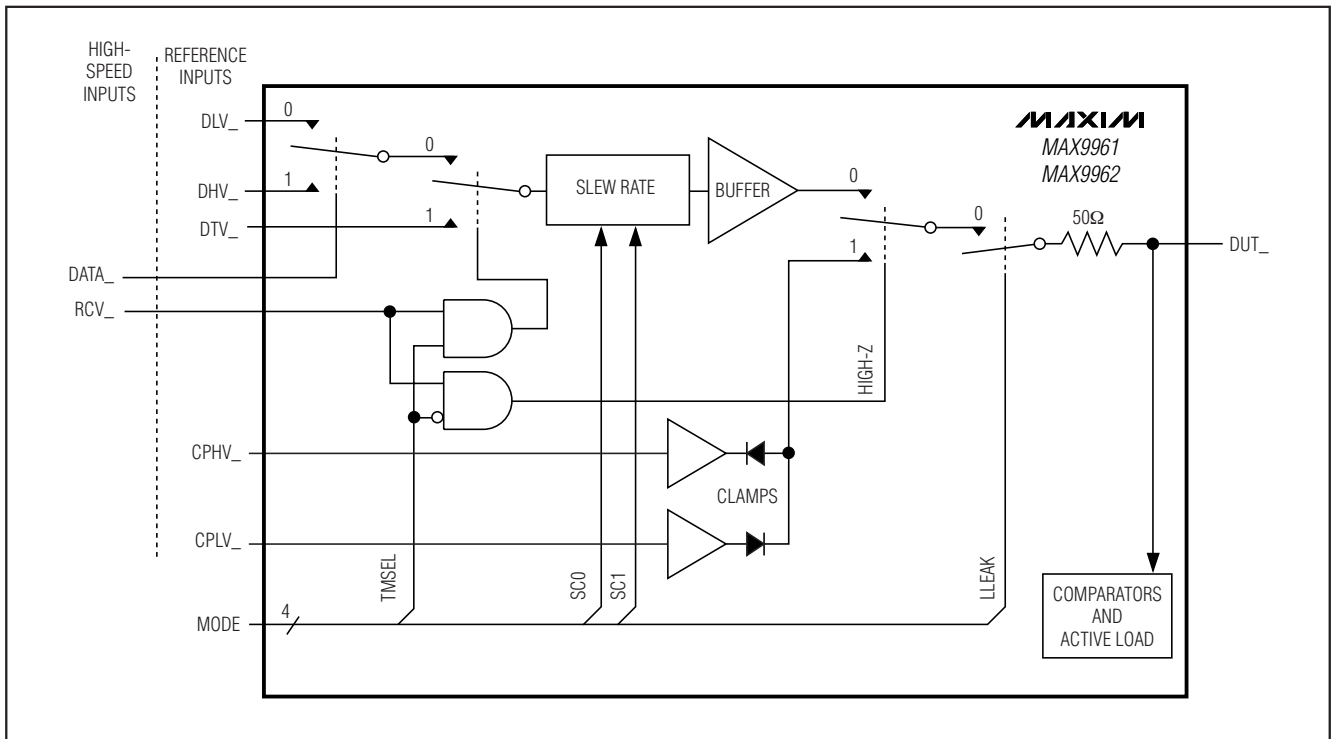 HIGH-
SPEED
INPUTS
REFERENCE
INPUTS
DLV_
0
DHV_
1
DTV_
1
0
DATA_
RCV_
SLEW RATE
BUFFER
0
1
0
50Ω
DUT_
MAXIM
MAX9961
MAX9962
HIGH-Z
CPHV_
CLAMPS
CPLV_
TMSEL
SC0
SC1
LLEAK
MODE
4
COMPARATORS
AND
ACTIVE LOAD